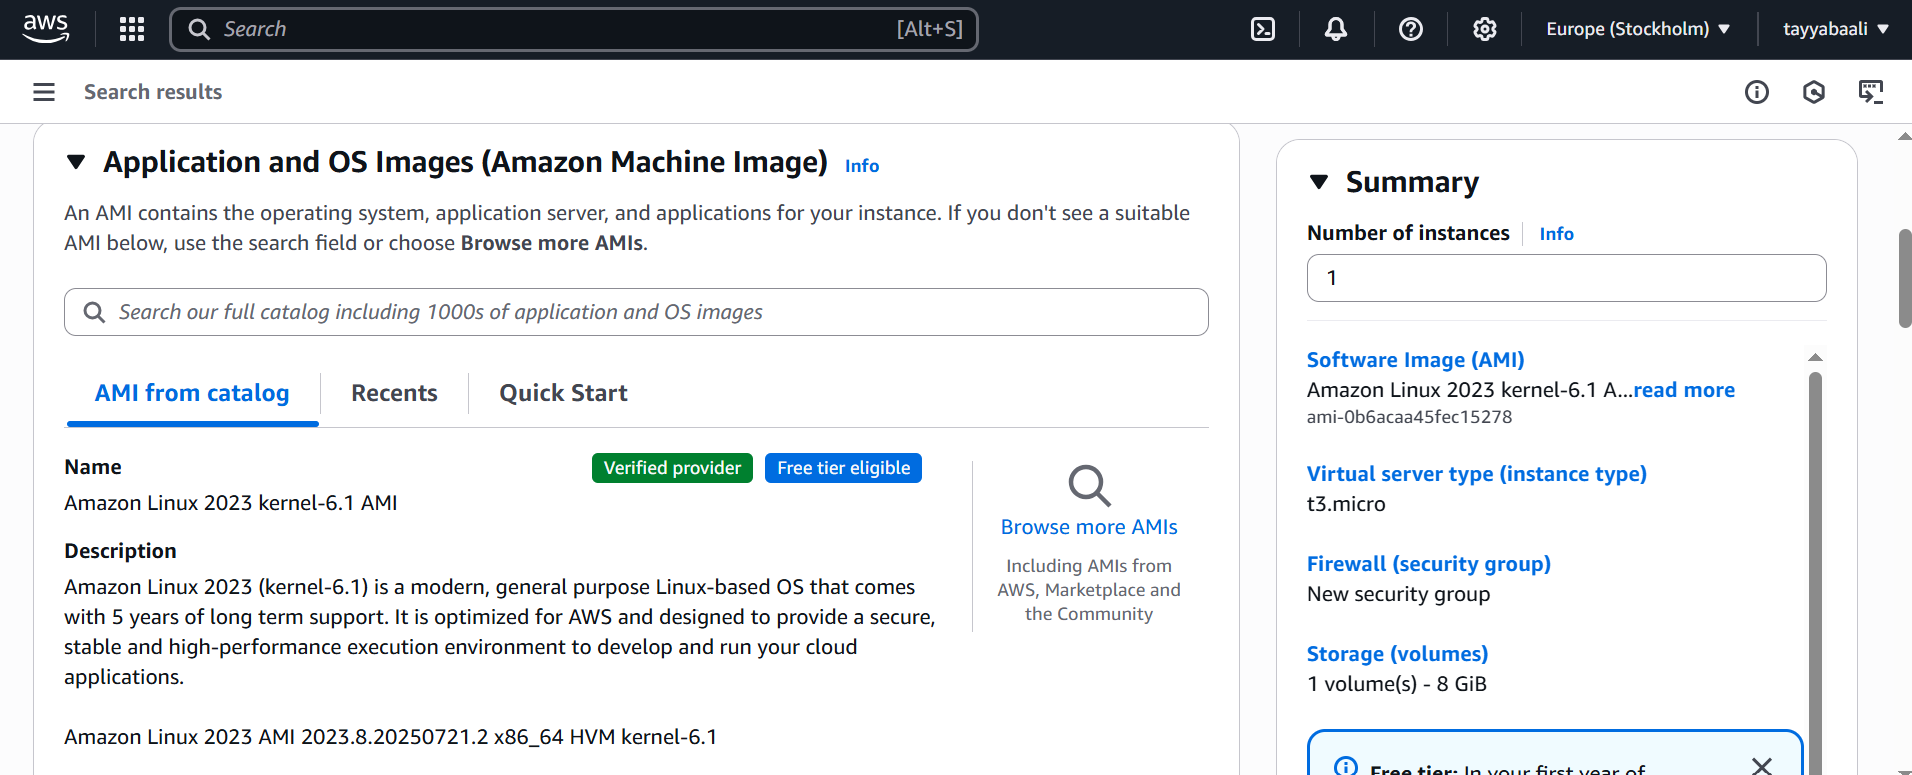 aws
Search
[Alt+S]
Europe (Stockholm)
tayyabaali
Search results
Application and OS Images (Amazon Machine Image)
Info
An AMI contains the operating system, application server, and applications for your instance. If you don't see a suitable
AMI below, use the search field or choose Browse more AMIs.
Search our full catalog including 1000s of application and OS images
AMI from catalog
Recents
Quick Start
Name
Verified provider
Free tier eligible
Amazon Linux 2023 kernel-6.1 AMI
Description
Amazon Linux 2023 (kernel-6.1) is a modern, general purpose Linux-based OS that comes
with 5 years of long term support. It is optimized for AWS and designed to provide a secure,
stable and high-performance execution environment to develop and run your cloud
applications.
Amazon Linux 2023 AMI 2023.8.20250721.2 x86_64 HVM kernel-6.1
Browse more AMIs
Including AMIs from
AWS, Marketplace and
the Community
Summary
Number of instances
Info
1
Software Image (AMI)
Amazon Linux 2023 kernel-6.1 A...read more
ami-0b6acaa45fec15278
Virtual server type (instance type)
t3.micro
Firewall (security group)
New security group
Storage (volumes)
1 volume(s) - 8 GiB
Free tier: In your first year of